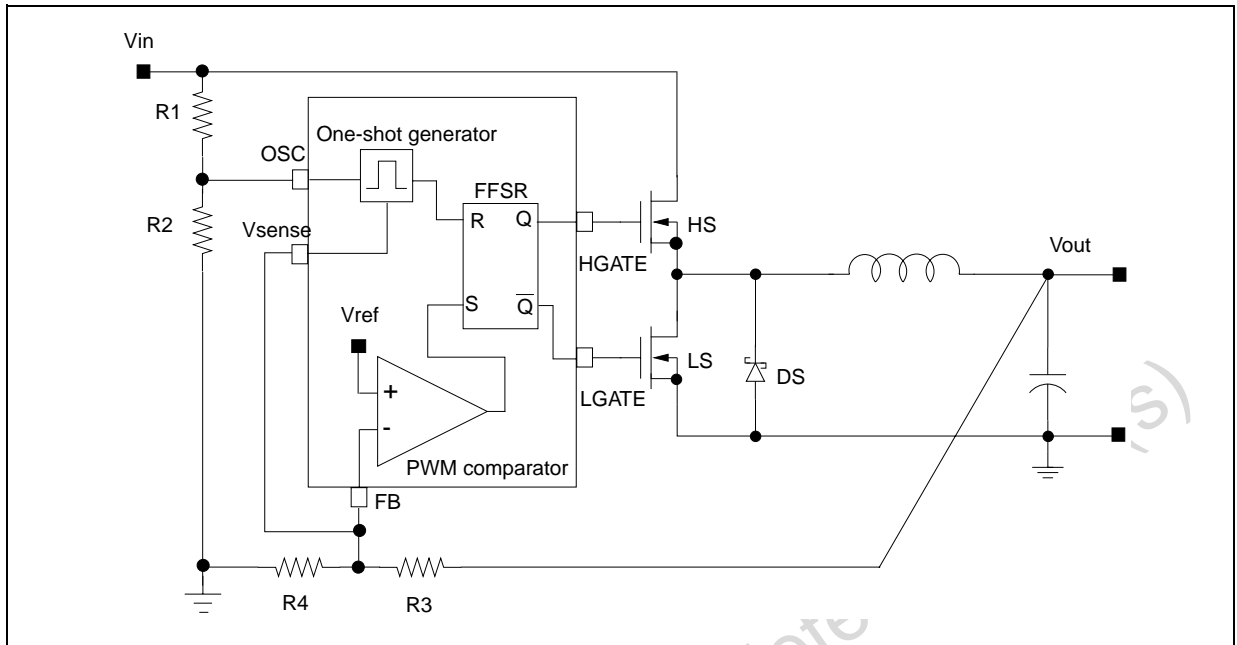 Vin
R1
One-shot generator
OSC
FFSR
R2
R
Q
HS
Vsense
Vout
HGATE
S
Q
Vref
LS
DS
+
LGATE
-
PWM comparator
FB
R4
R3